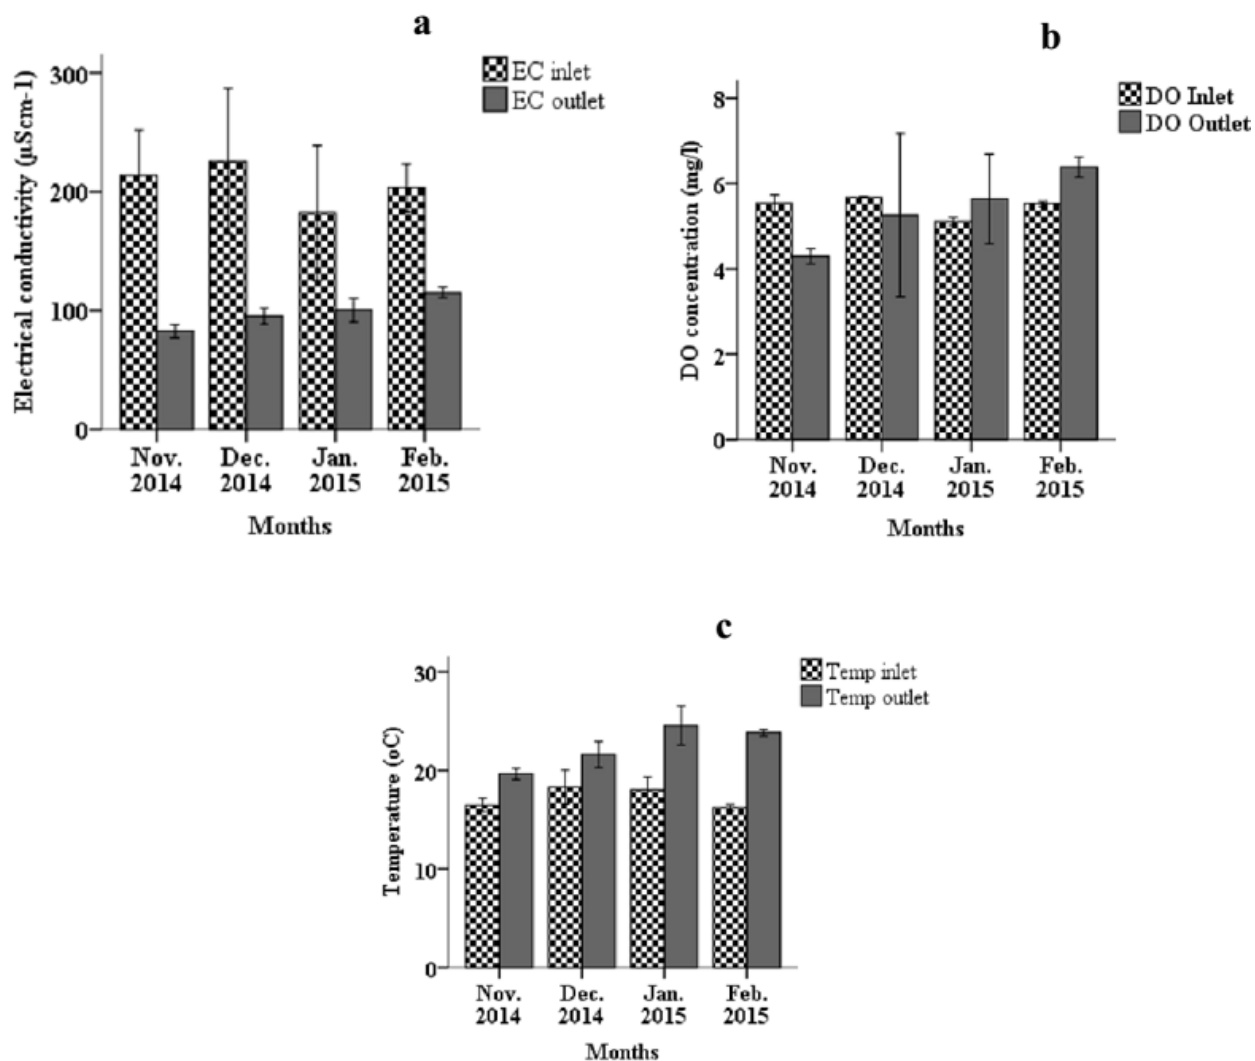 a
EC inlet
EC outlet
Electrical conductivity (µScm-1)
300
200
100
0
Nov.
2014
Dec.
2014
Jan.
2015
Feb.
2015
Months
b
DO Inlet
DO Outlet
DO concentration (mg/l)
8
6
4
2
0
Nov.
2014
Dec.
2014
Jan.
2015
Feb.
2015
Months
c
Temp inlet
Temp outlet
Temperature (oC)
30
20
10
0
Nov.
2014
Dec.
2014
Jan.
2015
Feb.
2015
Months